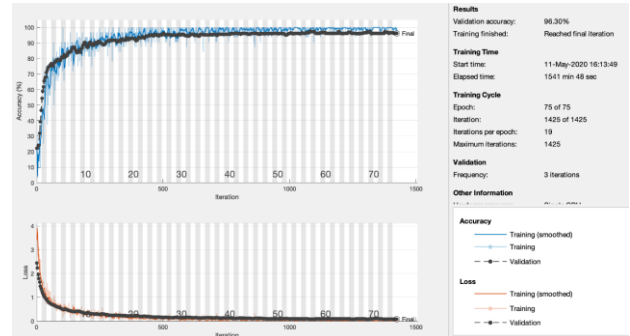 Results
Validation accuracy: 96.30%
Training finished: Reached final iteration
Training Time
Start time: 11-May-2020 16:13:49
Elapsed time: 1541 min 48 sec
Training Cycle
Epoch: 75 of 75
Iteration: 1425 of 1425
Iterations per epoch: 19
Maximum iterations: 1425
Validation
Frequency: 3 iterations
Other Information
Accuracy
Training (smoothed)
Training
Validation
Loss
Training (smoothed)
Training
Validation
Accuracy (%)
100
90
80
70
60
50
40
30
20
10
0
Final
10 20 30 40 50 60 70
0 500 1000 1500
Iteration
Loss
4
3
2
1
0
Final
10 20 30 40 50 60 70
0 500 1000 1500
Iteration